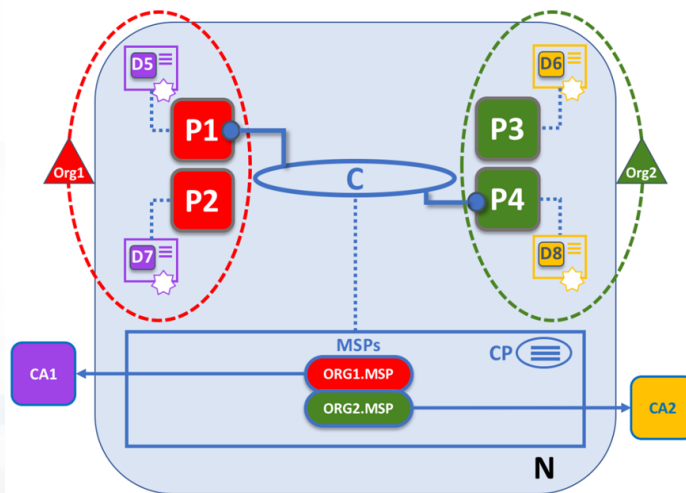 D5
D6
P1
P3
Org1
C
Org2
P2
P4
D7
D8
MSPs
CP
CA1
ORG1.MSP
ORG2.MSP
CA2
N